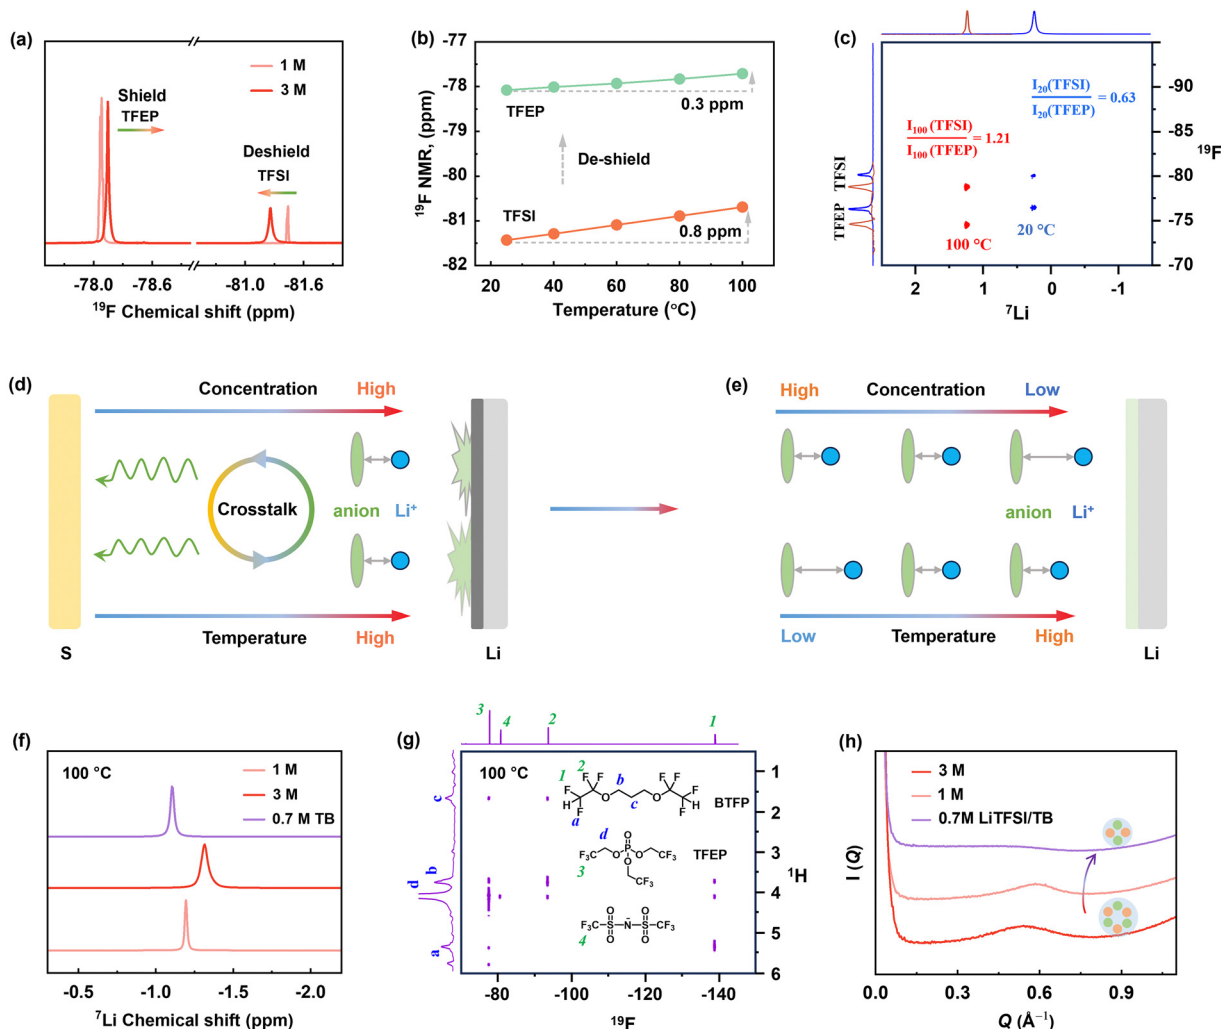 (a)
1 M
3 M
Shield
TFEP
Deshield
TFSI
-78.0
-78.6
-81.0
-81.6
19F Chemical shift (ppm)
(b)
-77
-78
-79
-80
-81
-82
19F NMR, (ppm)
TFEP
0.3 ppm
De-shield
TFSI
0.8 ppm
20
40
60
80
100
Temperature (°C)
(c)
I20(TFSI)
I20(TFEP)
= 0.63
I100(TFSI)
I100(TFEP)
= 1.21
TFSI
TFEP
100 °C
20 °C
-90
-85
-80
-75
-70
19F
2
1
0
-1
7Li
(d)
Concentration
High
Crosstalk
anion
Li+
Temperature
High
S
Li
(e)
High
Concentration
Low
anion
Li+
Low
Temperature
High
Li
(f)
100 °C
1 M
3 M
0.7 M TB
-0.5
-1.0
-1.5
-2.0
7Li Chemical shift (ppm)
(g)
3
4
2
1
100 °C
1
2
b
c
a
BTFP
F
F
F
F
H
F
O
O
F
F
F
F
H
F
d
O
F3C
O
P
O
CF3
O
TFEP
3
CF3
O
O
F3C
S
N
-
S
CF3
O
O
4
c
b
d
a
1
2
3
4
5
6
1H
-80
-100
-120
-140
19F
(h)
3 M
1 M
0.7M LiTFSI/TB
I (Q)
0.0
0.3
0.6
0.9
Q (Å−1)